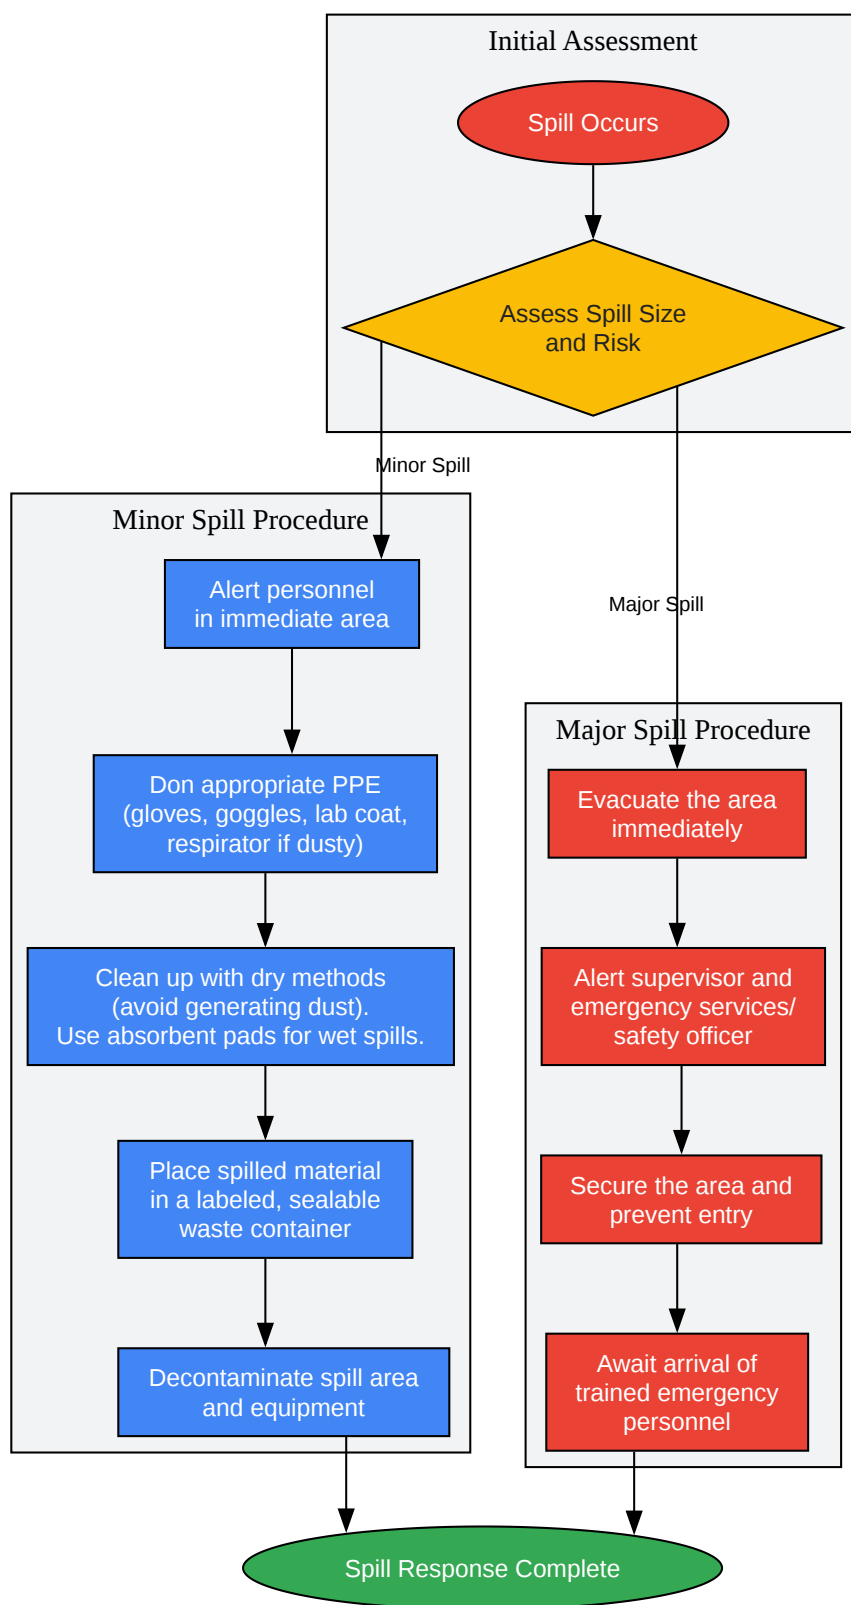 Initial Assessment
Spill Occurs
Assess Spill Size
and Risk
Minor Spill
Minor Spill Procedure
Alert personnel
in immediate area
Don appropriate PPE
(gloves, goggles, lab coat,
respirator if dusty)
Clean up with dry methods
(avoid generating dust).
Use absorbent pads for wet spills.
Place spilled material
in a labeled, sealable
waste container
Decontaminate spill area
and equipment
Major Spill
Major Spill Procedure
Evacuate the area
immediately
Alert supervisor and
emergency services/
safety officer
Secure the area and
prevent entry
Await arrival of
trained emergency
personnel
Spill Response Complete